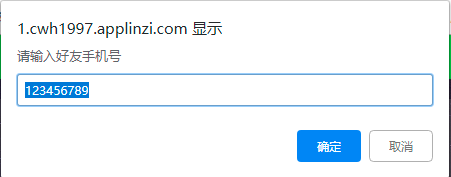 1.cwh1997.applinzi.com 显示
请输入好友手机号
123456789
确定
取消